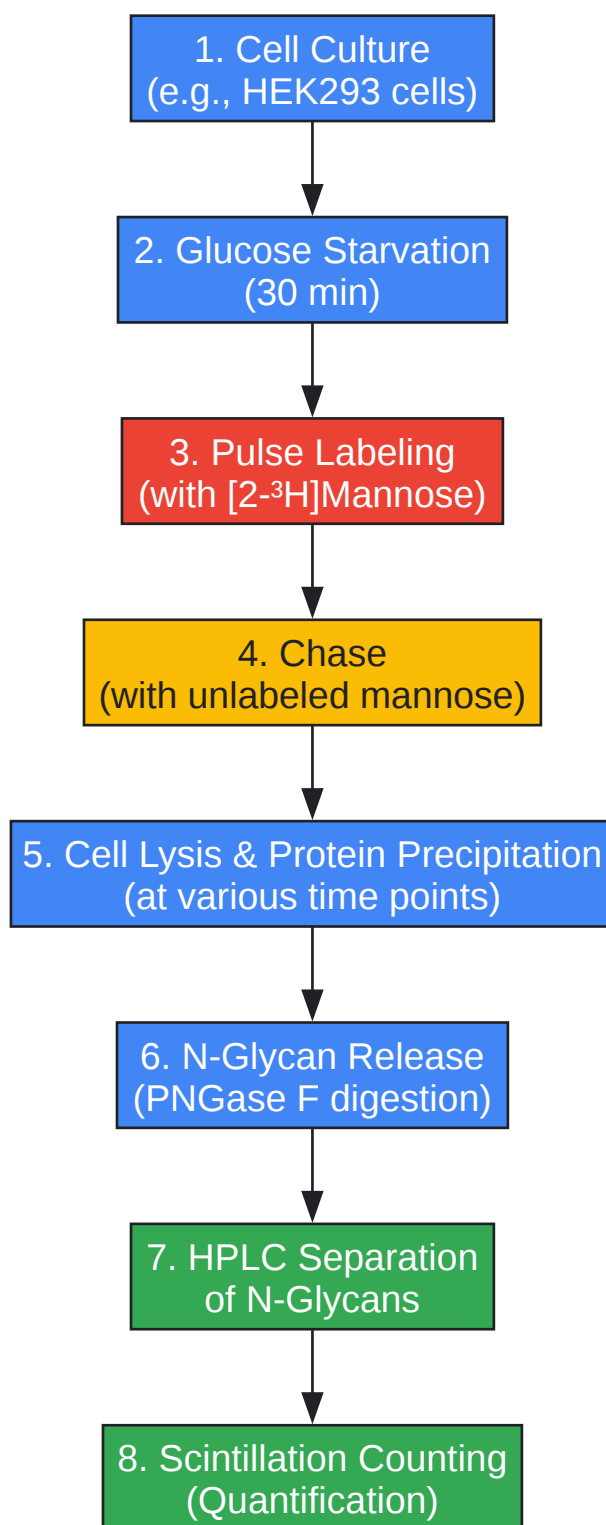 1. Cell Culture
(e.g., HEK293 cells)
2. Glucose Starvation
(30 min)
3. Pulse Labeling
(with [2-³H]Mannose)
4. Chase
(with unlabeled mannose)
5. Cell Lysis & Protein Precipitation
(at various time points)
6. N-Glycan Release
(PNGase F digestion)
7. HPLC Separation
of N-Glycans
8. Scintillation Counting
(Quantification)